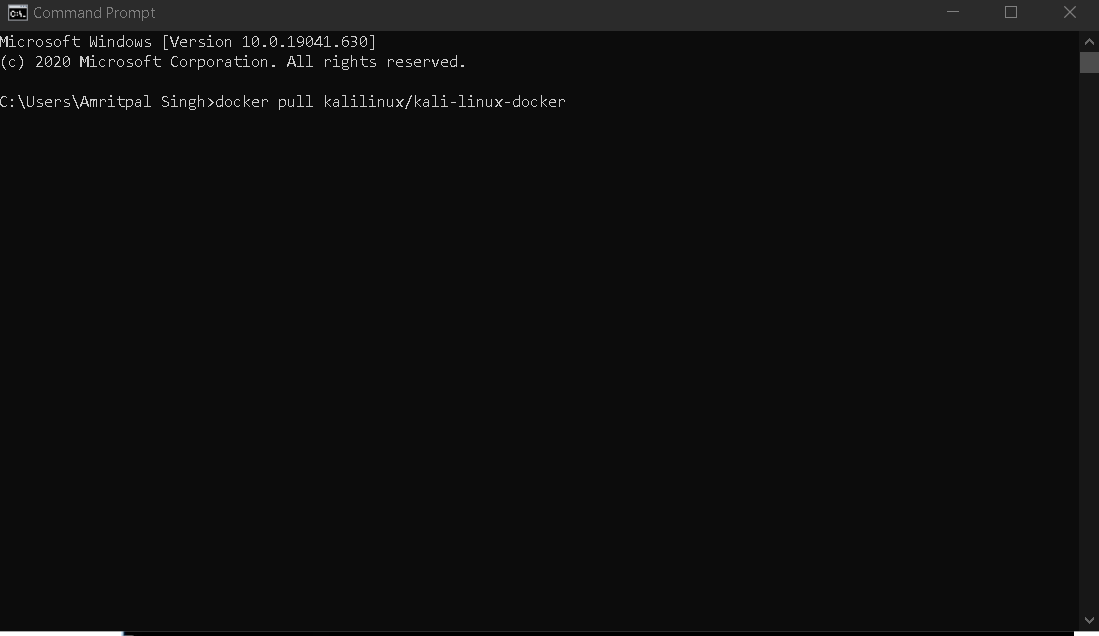 Command Prompt
Microsoft Windows [Version 10.0.19041.630]
(c) 2020 Microsoft Corporation. All rights reserved.
C:\Users\Amritpal Singh>docker pull kalilinux/kali-linux-docker